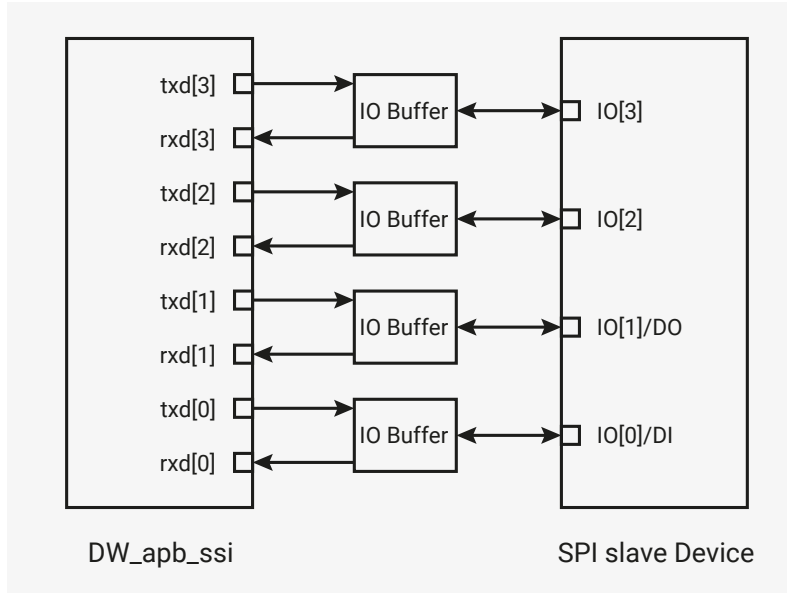 txd[3]
IO Buffer
IO[3]
rxd[3]
txd[2]
IO Buffer
IO[2]
rxd[2]
txd[1]
IO Buffer
IO[1]/DO
rxd[1]
txd[0]
IO Buffer
IO[0]/DI
rxd[0]
DW_apb_ssi
SPI slave Device